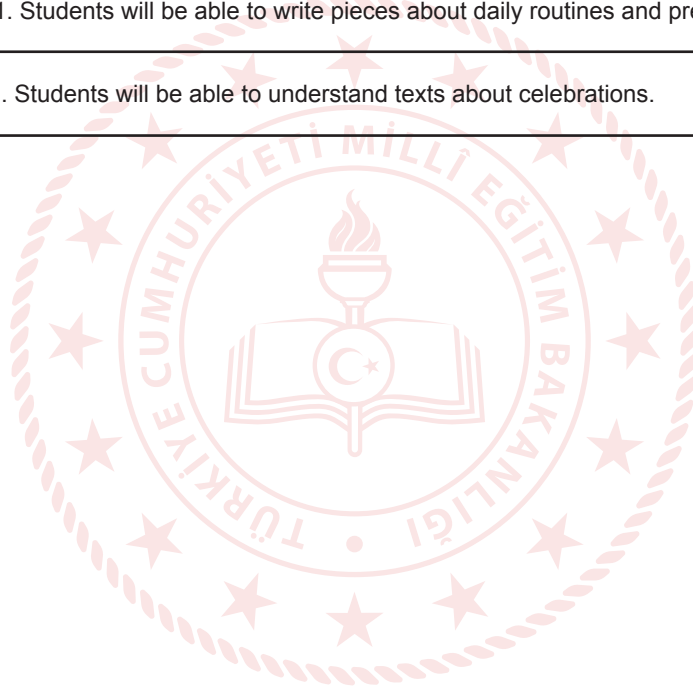 1. Students will be able to write pieces about daily routines and
. Students will be able to understand texts about celebrations.
TÜRKİYE CUMHURİYETİ MİLLÎ EĞİTİM BAKANLIĞI